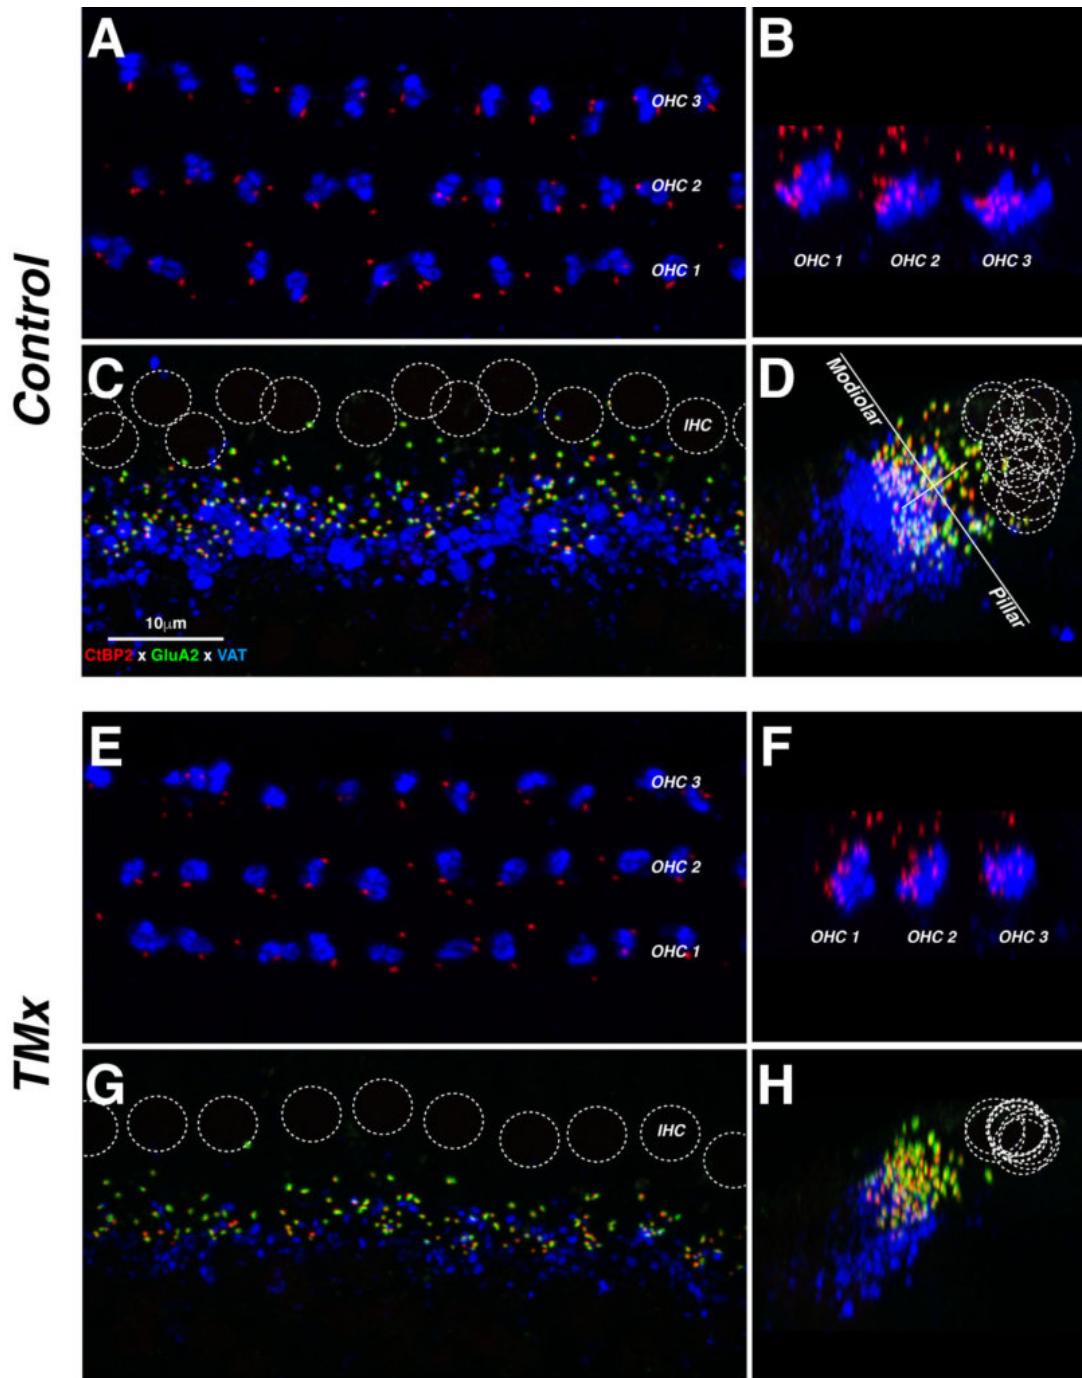 Control
A
OHC 3
OHC 2
OHC 1
B
OHC 1 OHC 2 OHC 3
C
IHC
10µm
CtBP2 x GluA2 x VAT
D
Modiolar
Pillar
TMx
E
OHC 3
OHC 2
OHC 1
F
OHC 1 OHC 2 OHC 3
G
IHC
H